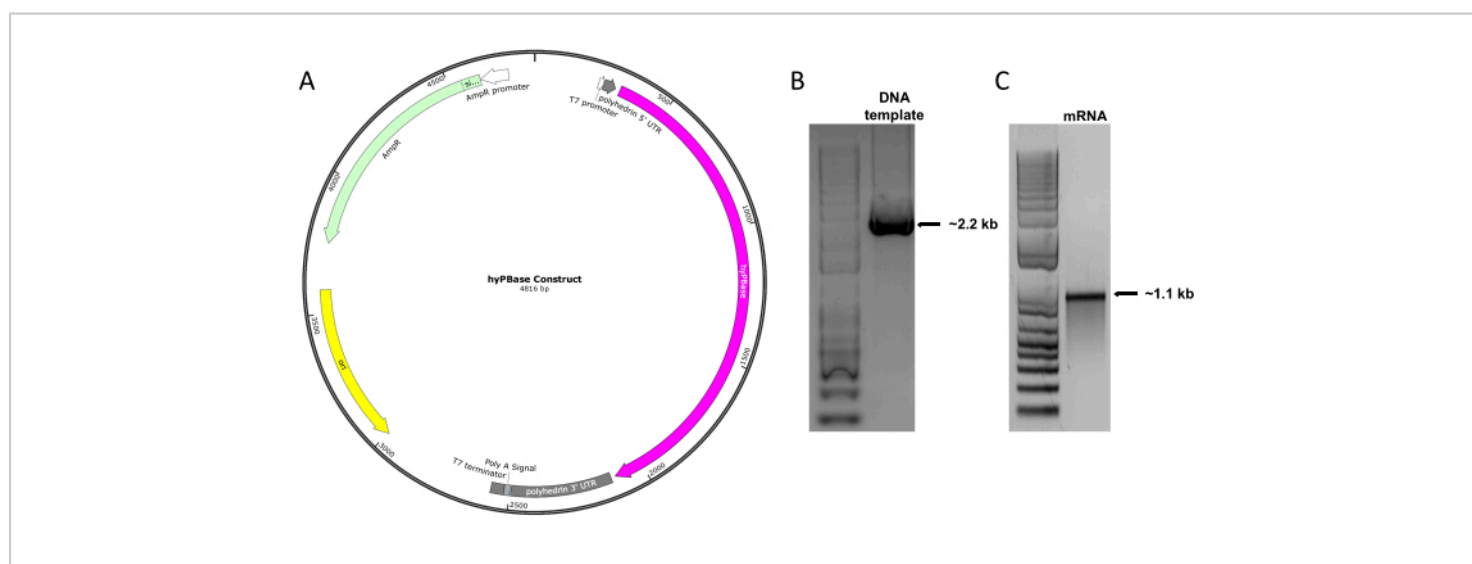 A
B
C
AmpR promoter
AmpR
4500
4000
3500
3000
2500
2000
1500
1000
500
T7 promoter
polyhedrin 5' UTR
hyPBase
hyPBase Construct
4816 bp
ori
Poly A Signal
T7 terminator
polyhedrin 3' UTR
DNA
template
~2.2 kb
mRNA
~1.1 kb